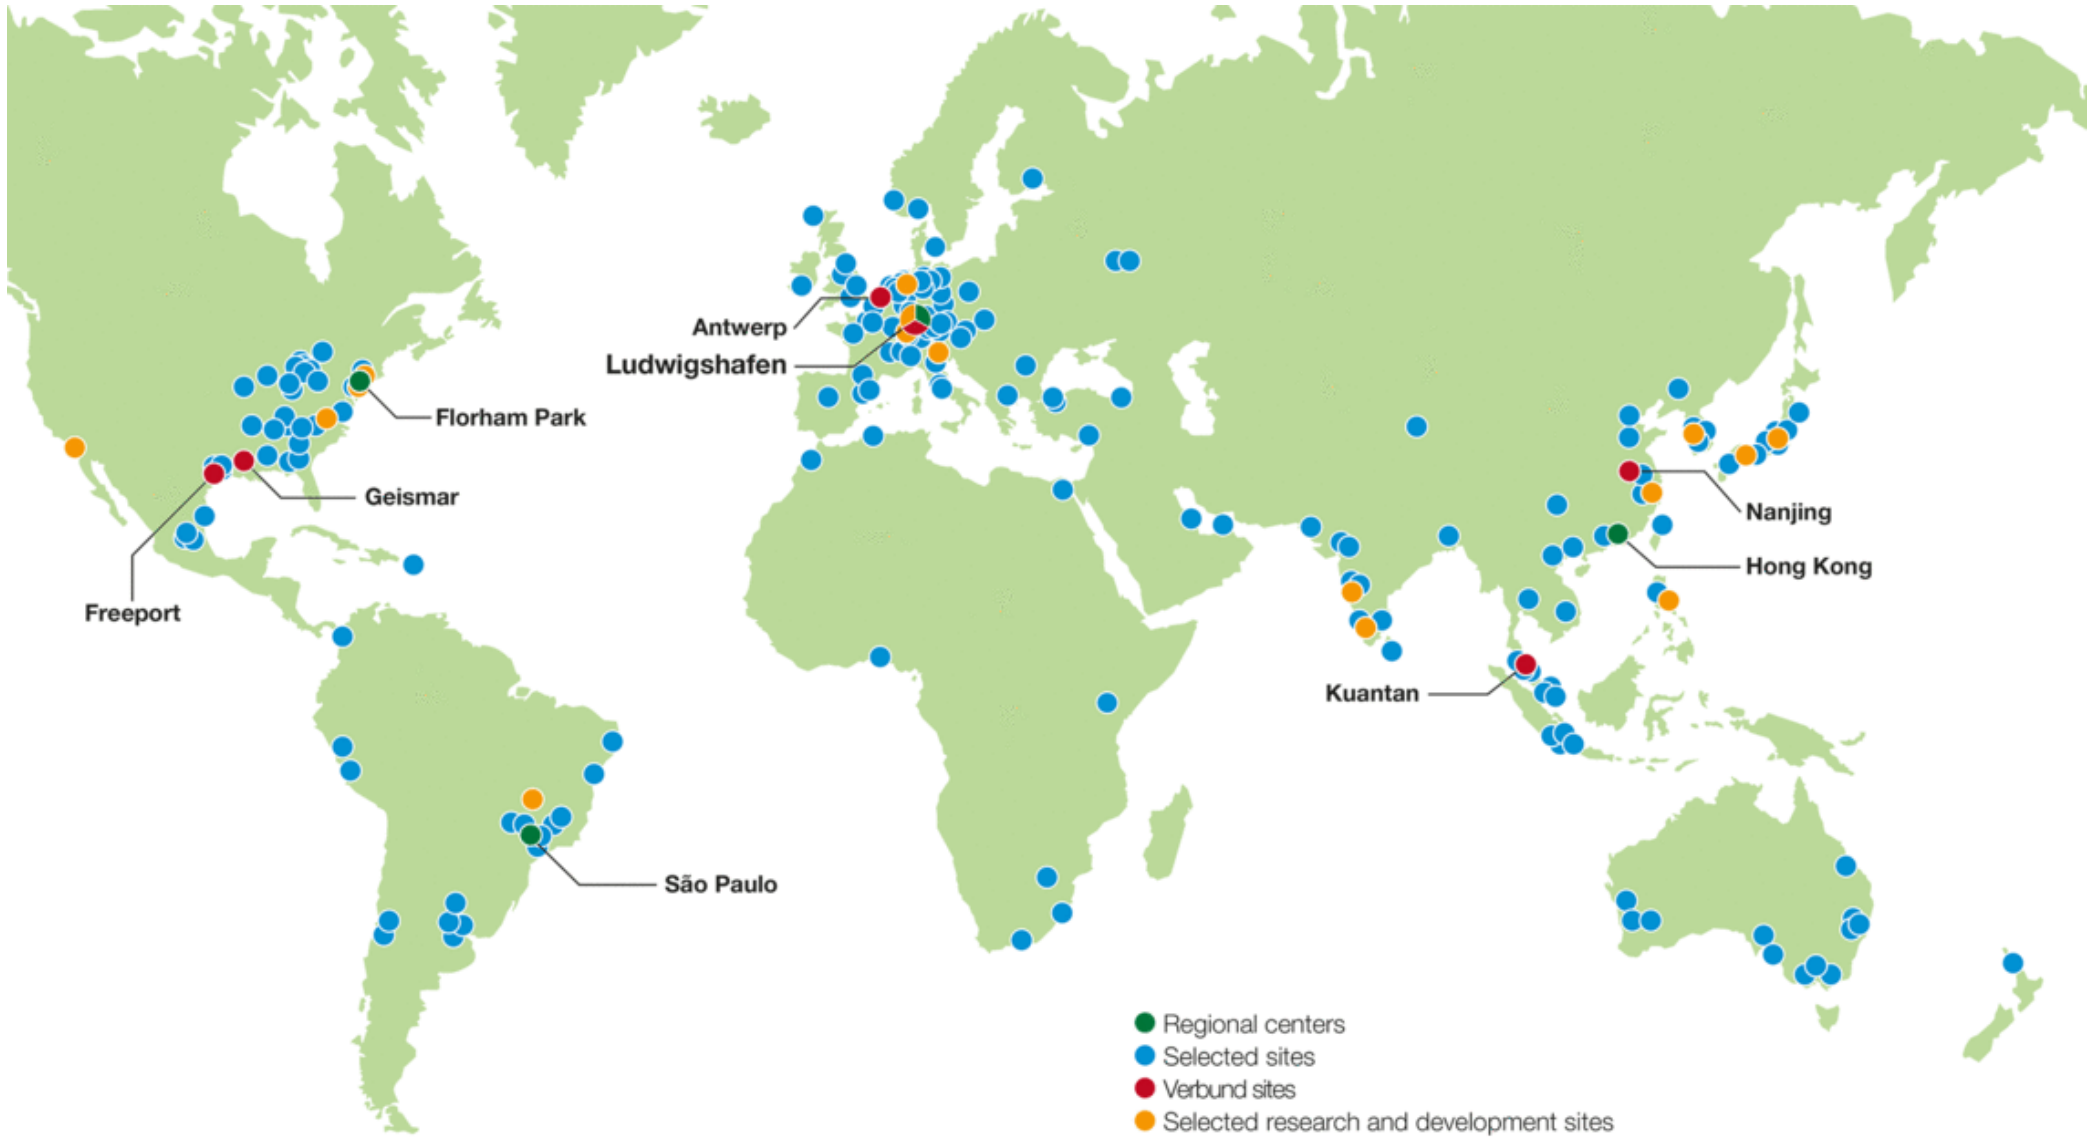 Antwerp
Ludwigshafen
Florham Park
Geismar
Freeport
Nanjing
Hong Kong
Kuantan
São Paulo
Regional centers
Selected sites
Verbund sites
Selected research and development sites